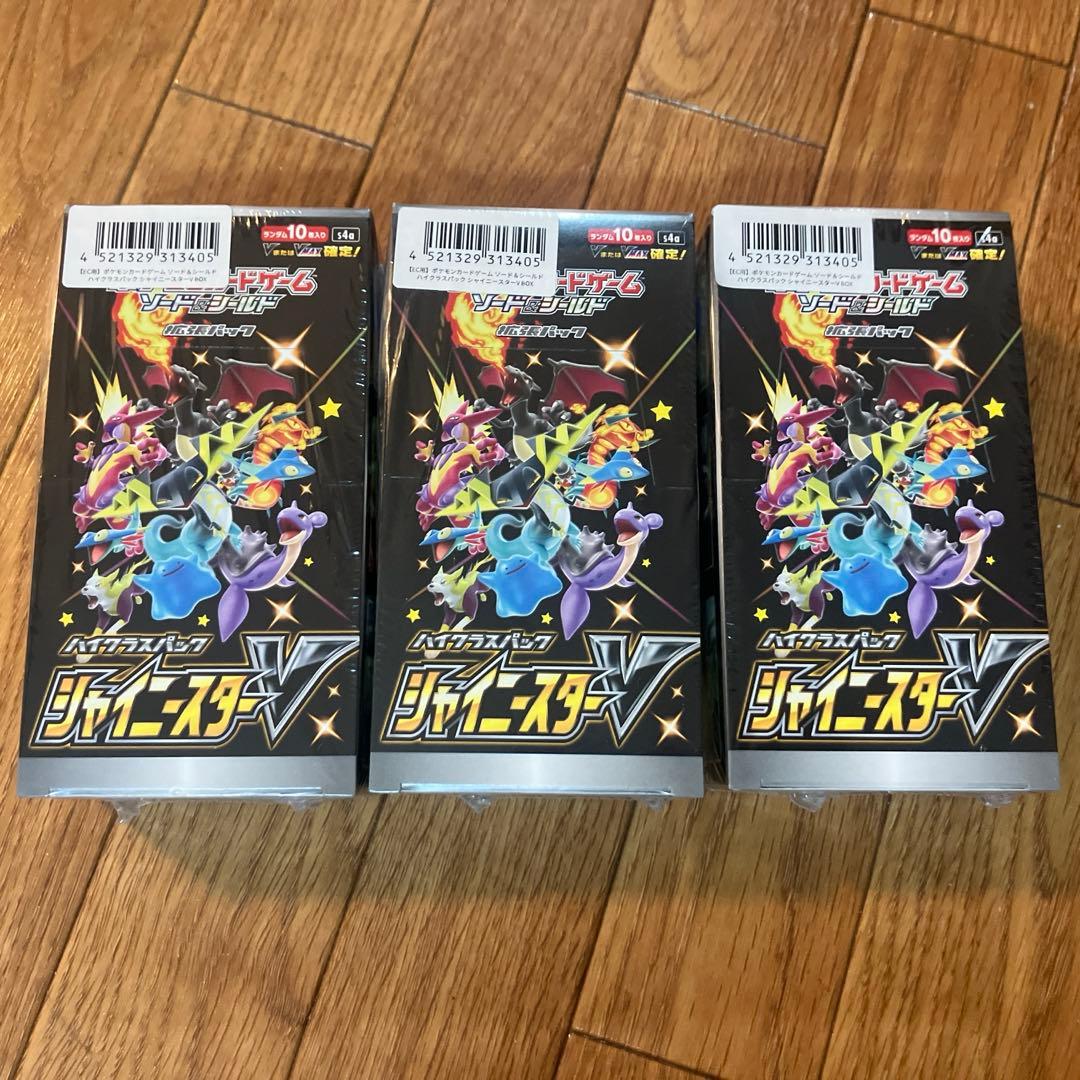 4 521329 313405
【EC用】ポケモンカードゲーム ソード&シールド
ハイクラスパック シャイニースターV BOX
ランダム10枚入り
s4a
VまたはVMAX確定!
カードゲーム
ソード&シールド
拡張パック
ハイクラスパック
シャイニースターV
4 521329 313405
【EC用】ポケモンカードゲーム ソード&シールド
ハイクラスパック シャイニースターV BOX
ランダム10枚入り
s4a
VまたはVMAX確定!
カードゲーム
ソード&シールド
拡張パック
ハイクラスパック
シャイニースターV
4 521329 313405
【EC用】ポケモンカードゲーム ソード&シールド
ハイクラスパック シャイニースターV BOX
ランダム10枚入り
s4a
VまたはVMAX確定!
カードゲーム
ソード&シールド
拡張パック
ハイクラスパック
シャイニースターV